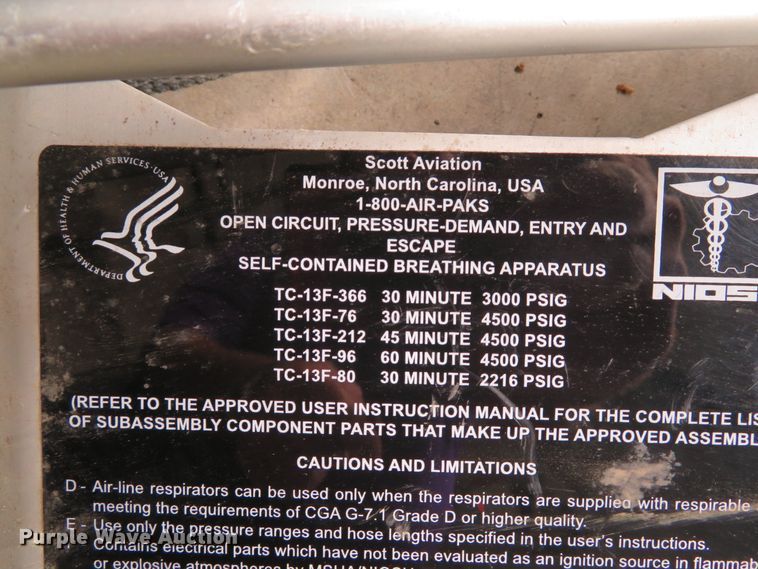 DEPARTMENT OF HEALTH & HUMAN SERVICES·USA
Scott Aviation
Monroe, North Carolina, USA
1-800-AIR-PAKS
OPEN CIRCUIT, PRESSURE-DEMAND, ENTRY AND
ESCAPE
SELF-CONTAINED BREATHING APPARATUS
NIOS
TC-13F-366 30 MINUTE 3000 PSIG
TC-13F-76 30 MINUTE 4500 PSIG
TC-13F-212 45 MINUTE 4500 PSIG
TC-13F-96 60 MINUTE 4500 PSIG
TC-13F-80 30 MINUTE 2216 PSIG
(REFER TO THE APPROVED USER INSTRUCTION MANUAL FOR THE COMPLETE LIS
OF SUBASSEMBLY COMPONENT PARTS THAT MAKE UP THE APPROVED ASSEMBL
CAUTIONS AND LIMITATIONS
D - Air-line respirators can be used only when the respirators are supplied with respirable
meeting the requirements of CGA G-7.1 Grade D or higher quality.
E - Use only the pressure ranges and hose lengths specified in the user's instructions.
Contains electrical parts which have not been evaluated as an ignition source in flammab
or explosive atmospheres by MSHA/NIOSH
Purple Wave Auction